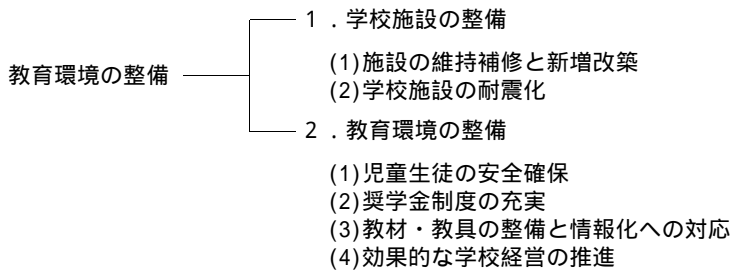 1．学校施設の整備
(1)施設の維持補修と新増改築
教育環境の整備
(2)学校施設の耐震化
2．教育環境の整備
(1)児童生徒の安全確保
(2)奨学金制度の充実
(3)教材・教具の整備と情報化への対応
(4)効果的な学校経営の推進